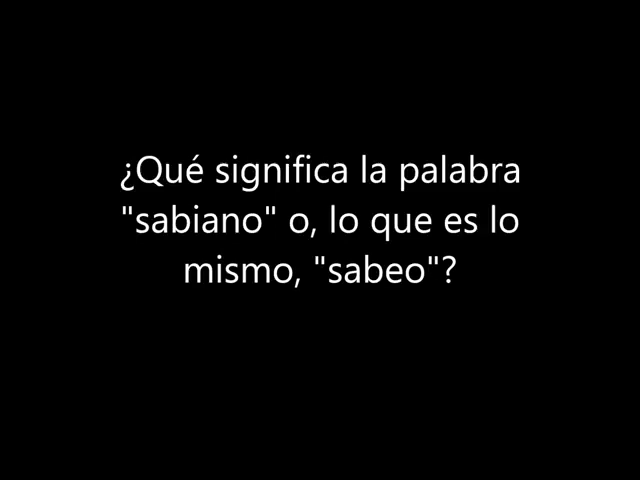 ¿Qué significa la palabra
"sabiano" o, lo que es lo
mismo, "sabeo"?